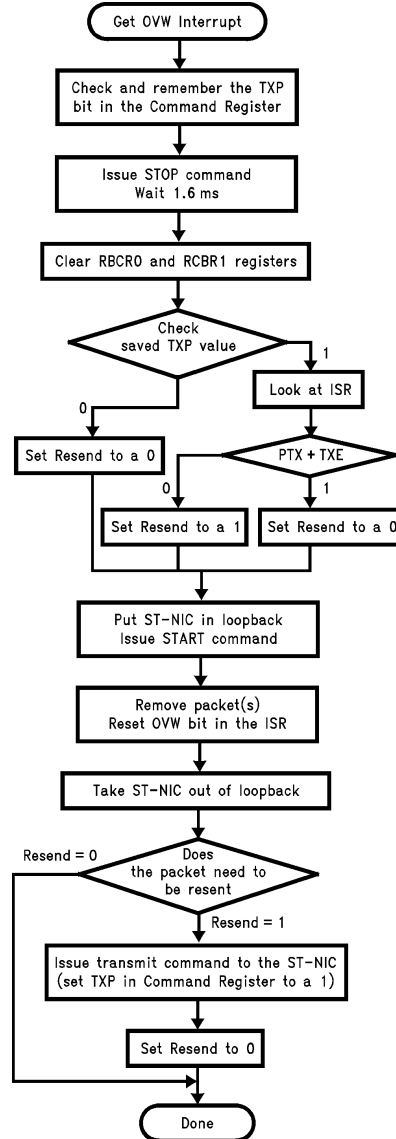 Get OVW Interrupt
Check and remember the TXP
bit in the Command Register
Issue STOP command
Wait 1.6 ms
Clear RBCR0 and RCBR1 registers
Check
saved TXP value
1
0
Look at ISR
Set Resend to a 0
PTX + TXE
0
1
Set Resend to a 1
Set Resend to a 0
Put ST-NIC in loopback
Issue START command
Remove packet(s)
Reset OVW bit in the ISR
Take ST-NIC out of loopback
Resend = 0
Does
the packet need to
be resent
Resend = 1
Issue transmit command to the ST-NIC
(set TXP in Command Register to a 1)
Set Resend to 0
Done